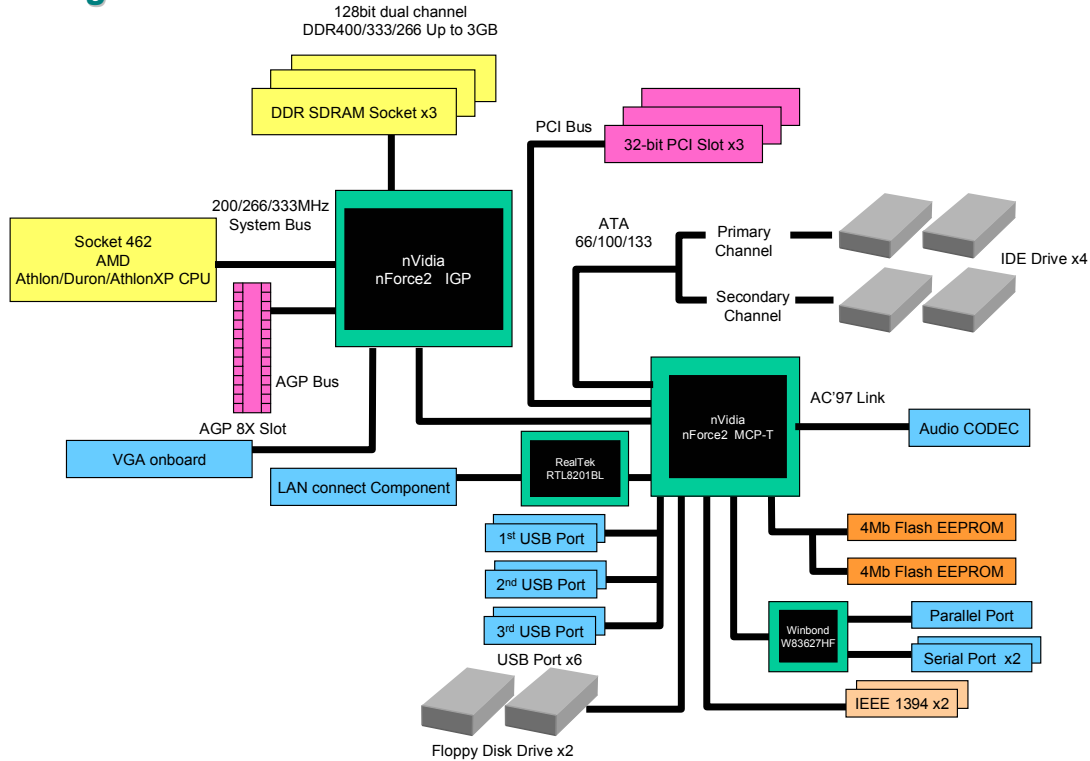 128bit dual channel
DDR400/333/266 Up to 3GB
DDR SDRAM Socket x3
PCI Bus
32-bit PCI Slot x3
200/266/333MHz
System Bus
Socket 462
AMD
Athlon/Duron/AthlonXP CPU
nVidia
nForce2 IGP
ATA
66/100/133
Primary
Channel
Secondary
Channel
IDE Drive x4
AGP Bus
AGP 8X Slot
VGA onboard
nVidia
nForce2 MCP-T
AC'97 Link
Audio CODEC
RealTek
RTL8201BL
LAN connect Component
1st USB Port
2nd USB Port
3rd USB Port
USB Port x6
4Mb Flash EEPROM
4Mb Flash EEPROM
Winbond
W83627HF
Parallel Port
Serial Port x2
IEEE 1394 x2
Floppy Disk Drive x2